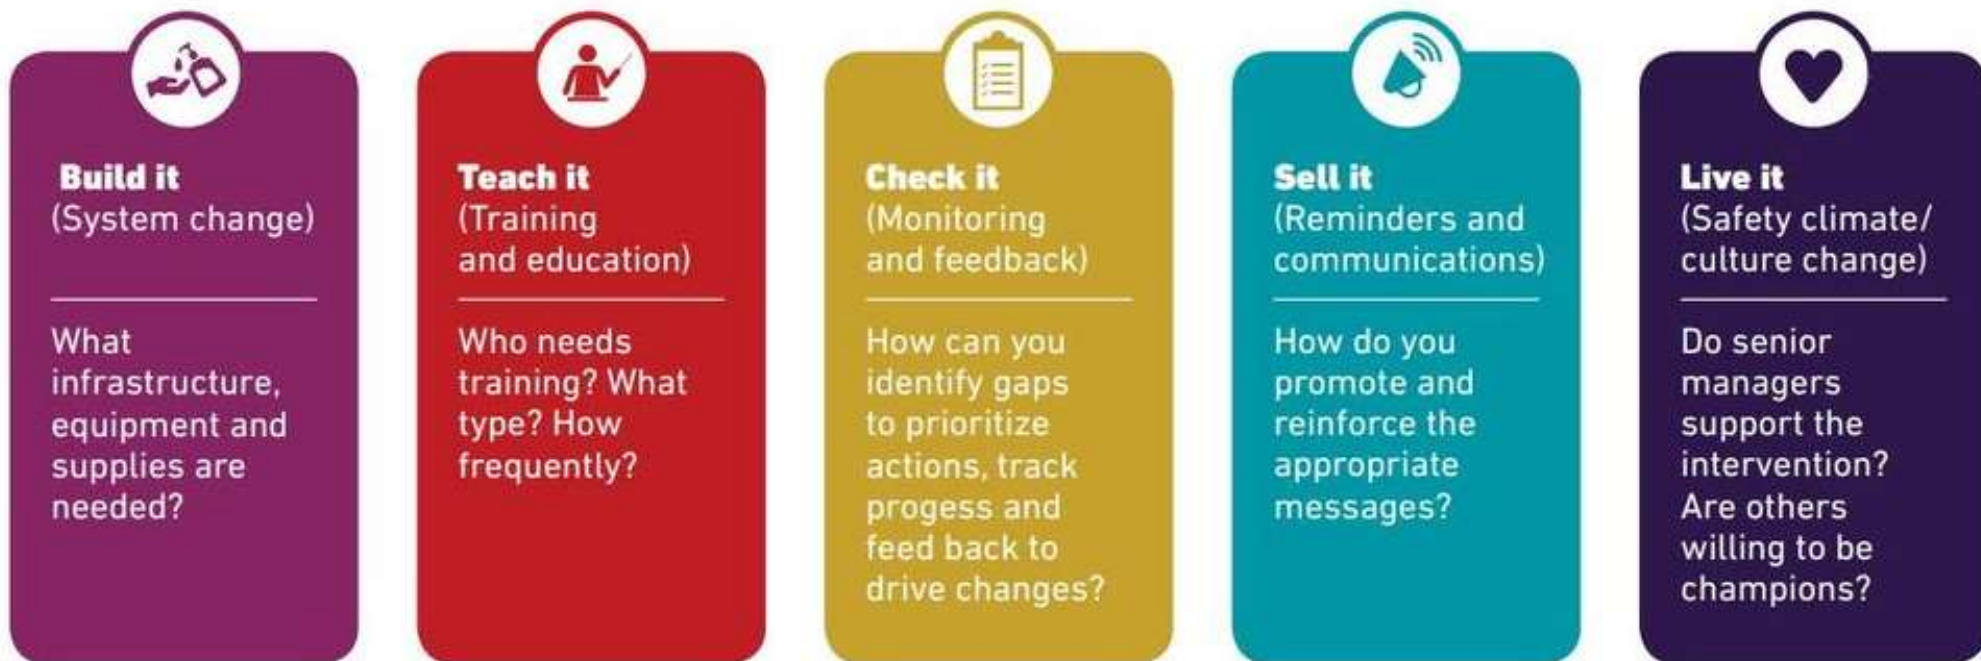 Build it
(System change)
What
infrastructure,
equipment and
supplies are
needed?
Teach it
(Training
and education)
Who needs
training? What
type? How
frequently?
Check it
(Monitoring
and feedback)
How can you
identify gaps
to prioritize
actions, track
progess and
feed back to
drive changes?
Sell it
(Reminders and
communications)
How do you
promote and
reinforce the
appropriate
messages?
Live it
(Safety climate/
culture change)
Do senior
managers
support the
intervention?
Are others
willing to be
champions?